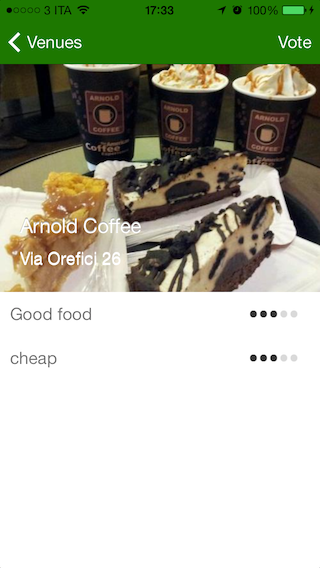 3 ITA 17:33 100%
Venues Vote
ARNOLD
COFFEE
Coffee
ARNOLD
COFFEE
ARNOLD
COFFEE
Arnold Coffee
Via Orefici 26
Good food
cheap